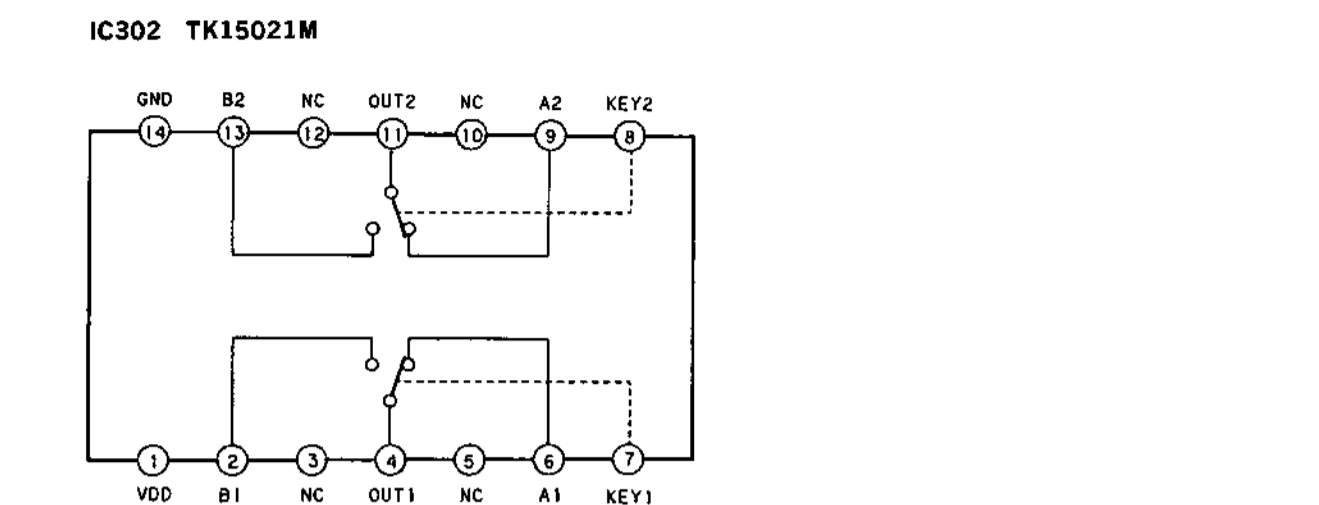 IC302 TK15021M
GND B2 NC OUT2 NC A2 KEY2
14 13 12 11 10 9 8
1 2 3 4 5 6 7
VDD B1 NC OUT1 NC A1 KEY1